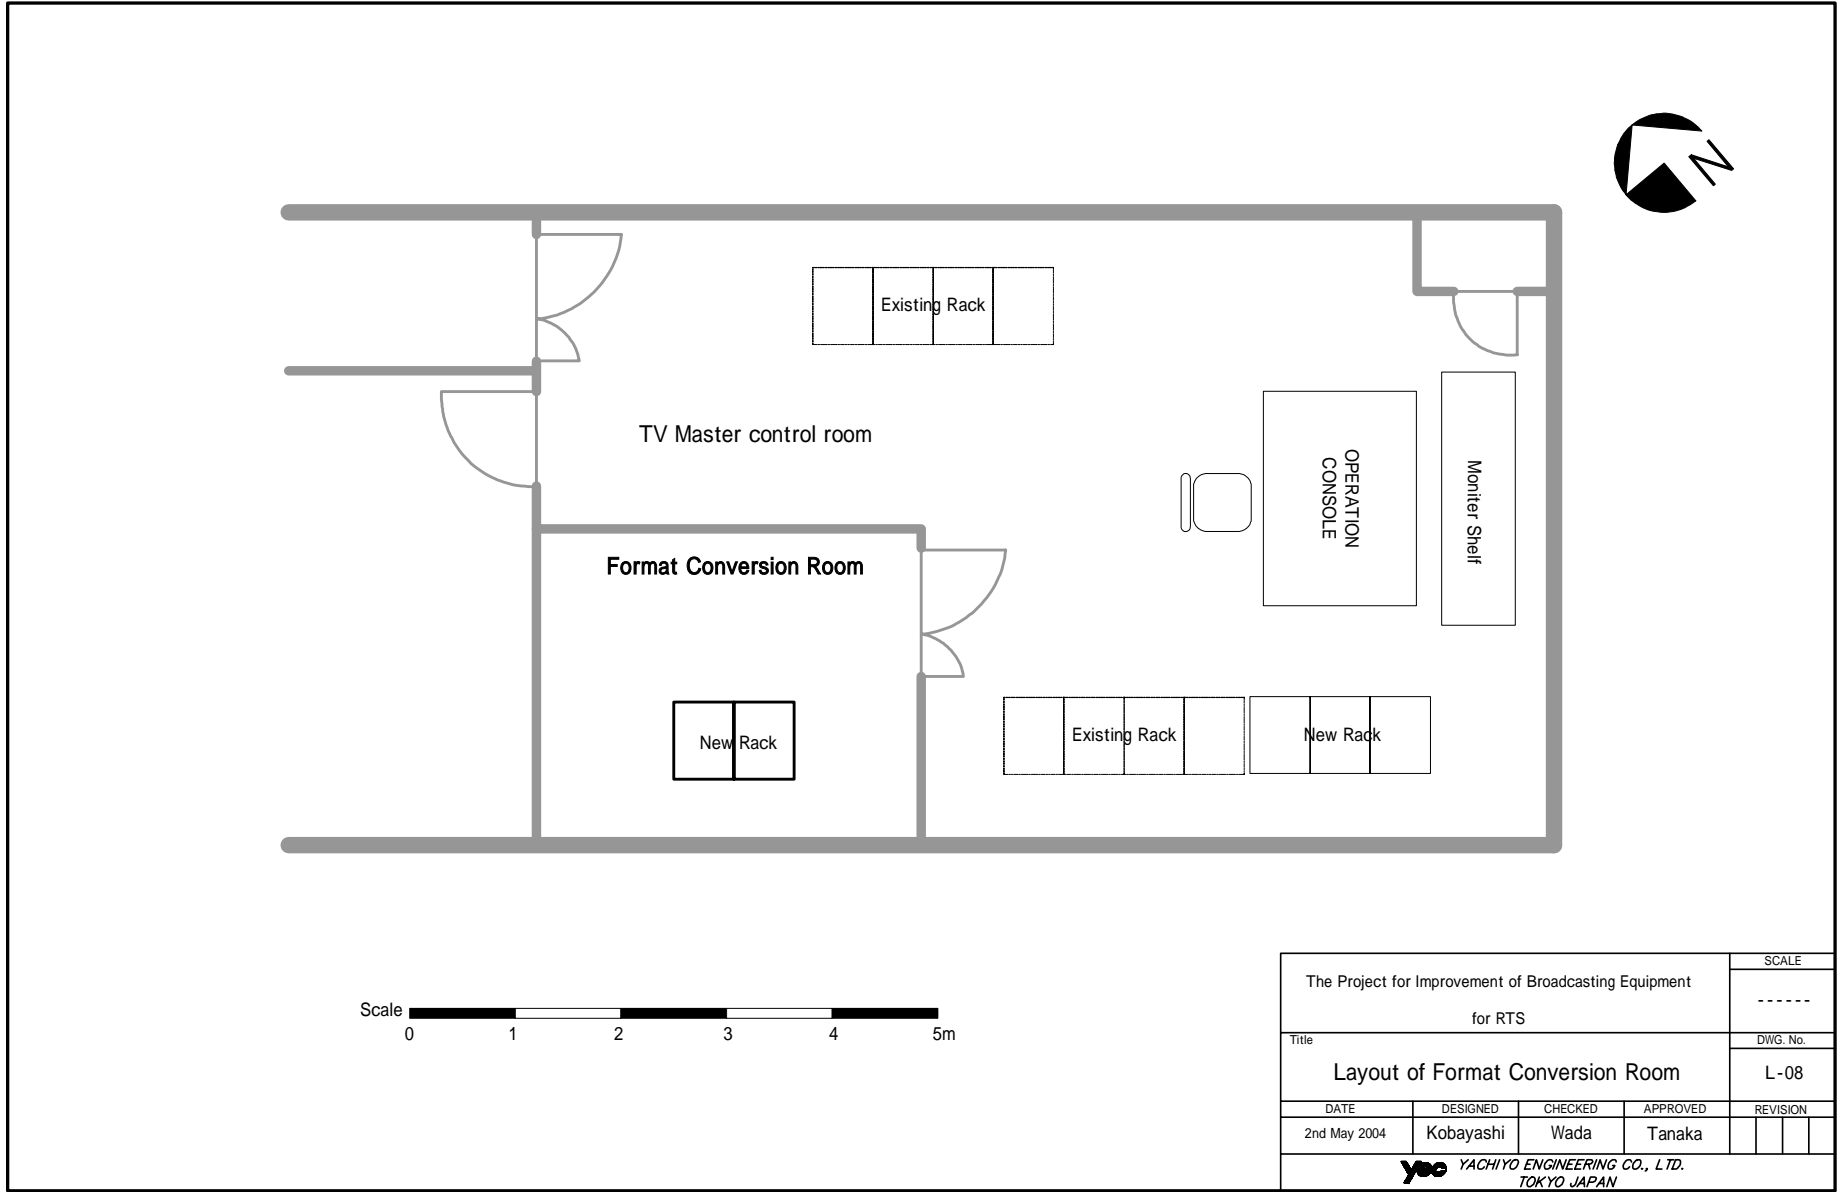 N
Existing Rack
TV Master control room
OPERATION
CONSOLE
Moniter Shelf
Format Conversion Room
New Rack
Existing Rack
New Rack
Scale
0 1 2 3 4 5m
The Project for Improvement of Broadcasting Equipment
for RTS
SCALE
------
Title
Layout of Format Conversion Room
DWG. No.
L-08
DATE DESIGNED CHECKED APPROVED REVISION
2nd May 2004 Kobayashi Wada Tanaka
yec YACHIYO ENGINEERING CO., LTD.
TOKYO JAPAN